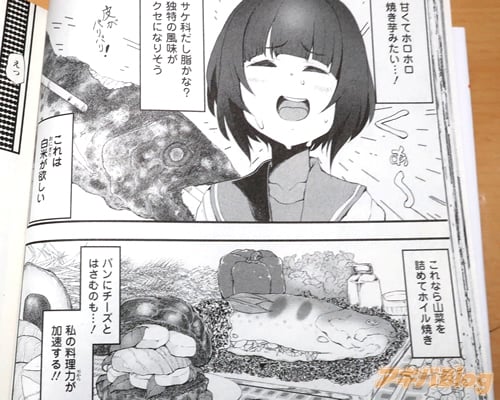 甘くてホロホロ
焼き芋みたい…!
サケ科だし脂かな?
独特の風味が
クセになりそう
皮が
パリッパリ!
えっ
く〜
これは
白米が欲しい
これなら山菜を
詰めてホイル焼き
パンにチーズと
はさむのも…!
私の料理力が
加速する!!
アキバBlog